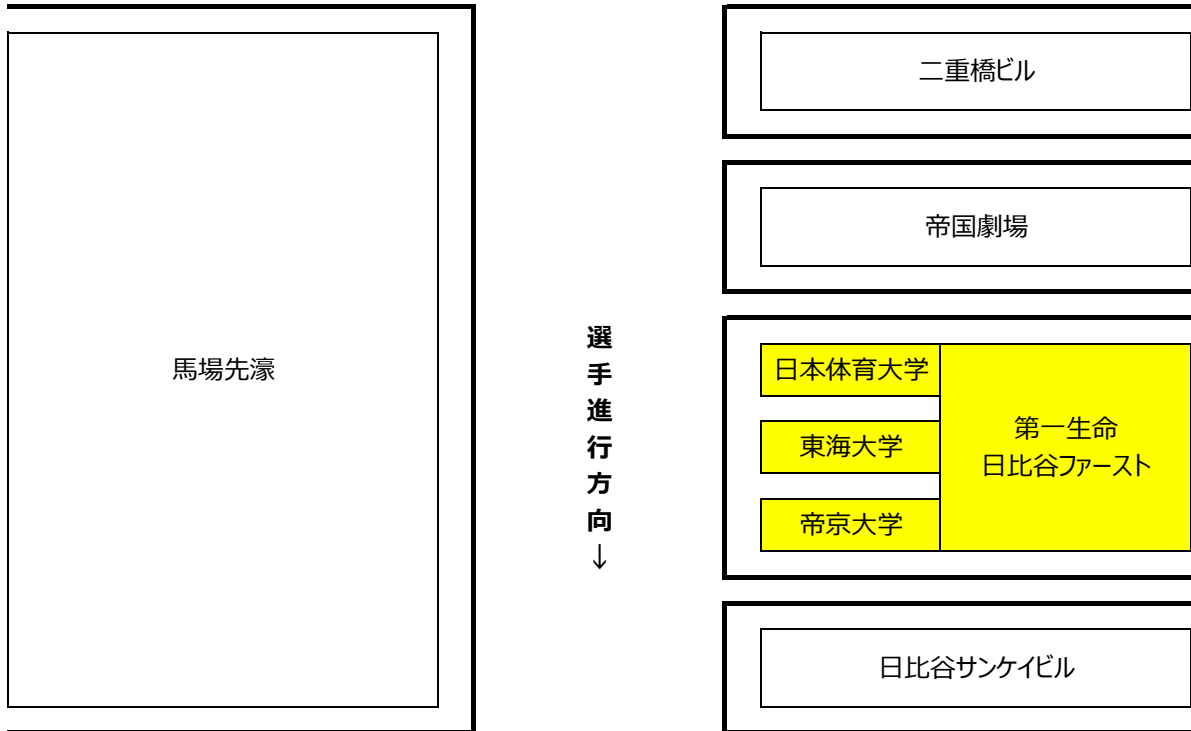 馬場先濠
選手進行方向↓
二重橋ビル
帝国劇場
日本体育大学
東海大学
帝京大学
第一生命
日比谷ファースト
日比谷サンケイビル